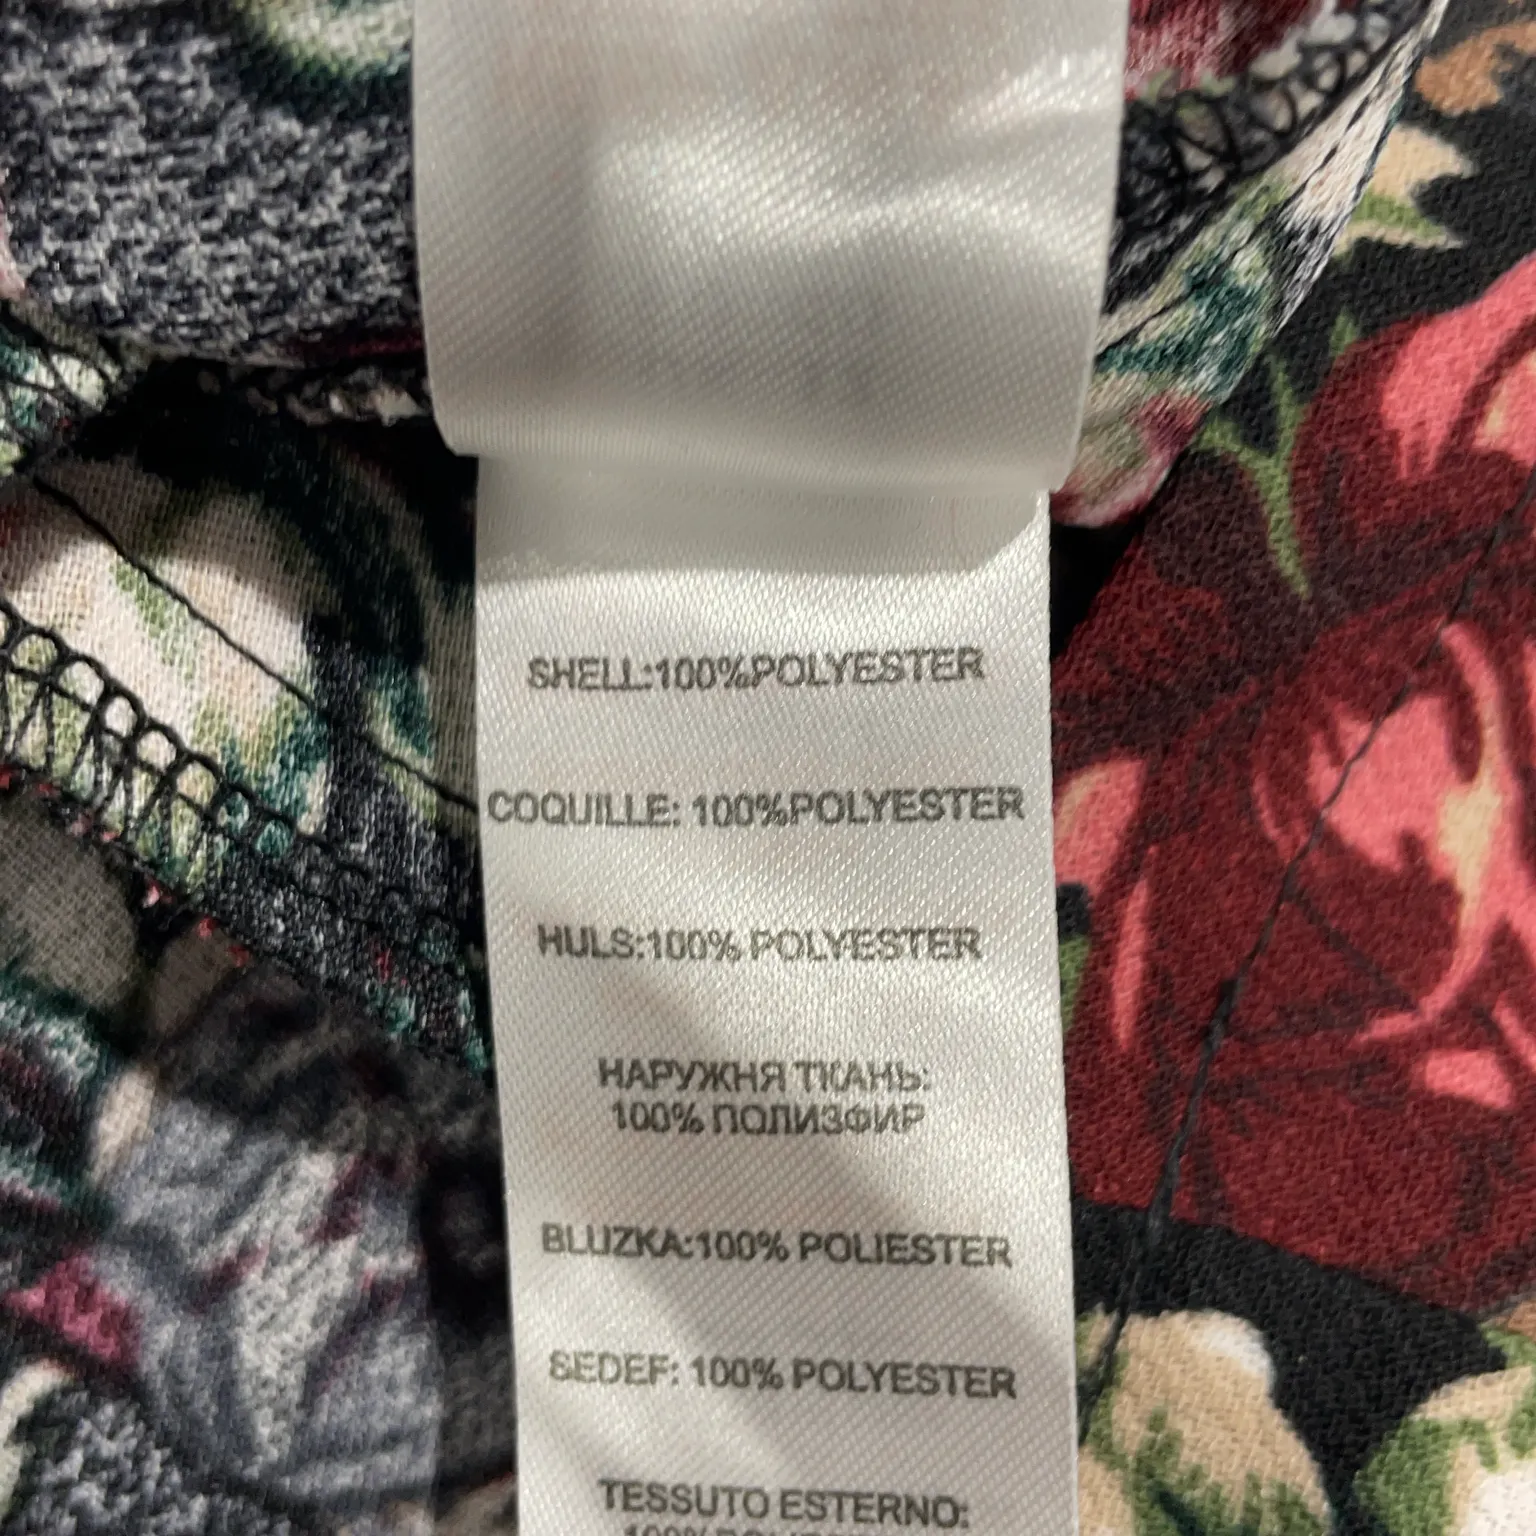 SHELL:100%POLYESTER
COQUILLE: 100%POLYESTER
HULS:100% POLYESTER
НАРУЖНЯ ТКАНЬ:
100% ПОЛИЗФИР
BLUZKA:100% POLIESTER
SEDEF: 100% POLYESTER
TESSUTO ESTERNO: